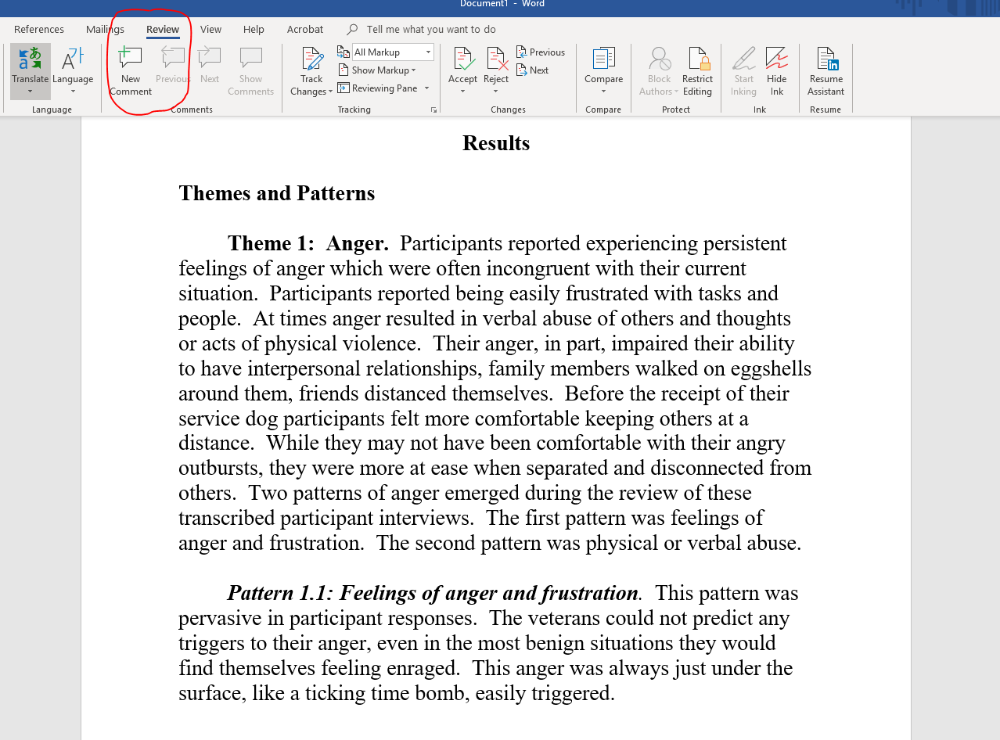 Document1 - Word
References Mailings Review View Help Acrobat Tell me what you want to do
Translate Language New Comment Previous Next Show Comments Track Changes All Markup Show Markup Reviewing Pane Accept Reject Previous Next Compare Block Authors Restrict Editing Start Inking Hide Ink Resume Assistant
Language Comments Tracking Changes Compare Protect Ink Resume
Results
Themes and Patterns
Theme 1: Anger. Participants reported experiencing persistent
feelings of anger which were often incongruent with their current
situation. Participants reported being easily frustrated with tasks and
people. At times anger resulted in verbal abuse of others and thoughts
or acts of physical violence. Their anger, in part, impaired their ability
to have interpersonal relationships, family members walked on eggshells
around them, friends distanced themselves. Before the receipt of their
service dog participants felt more comfortable keeping others at a
distance. While they may not have been comfortable with their angry
outbursts, they were more at ease when separated and disconnected from
others. Two patterns of anger emerged during the review of these
transcribed participant interviews. The first pattern was feelings of
anger and frustration. The second pattern was physical or verbal abuse.
Pattern 1.1: Feelings of anger and frustration. This pattern was
pervasive in participant responses. The veterans could not predict any
triggers to their anger, even in the most benign situations they would
find themselves feeling enraged. This anger was always just under the
surface, like a ticking time bomb, easily triggered.